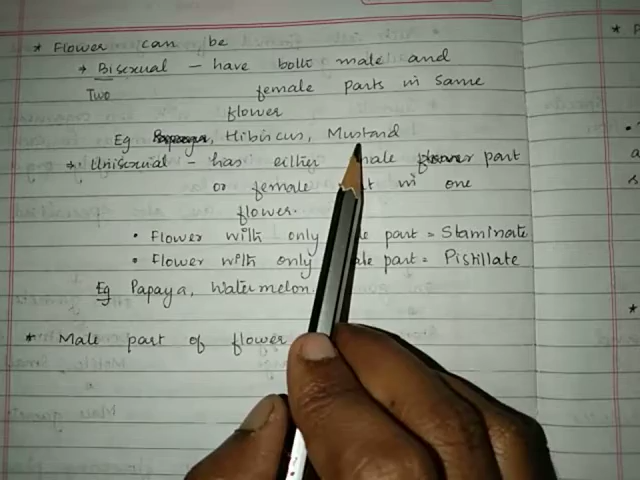 * Flower can be
→ Bisexual - have both male and
Two female parts in same
flower
Eg Hibiscus, Mustard
→ Unisexual - has either male part
or female in one
flower.
• Flower with only part = Staminate
• Flower with only part = Pistillate
Eg Papaya, Watermelon.
* Male part of flower